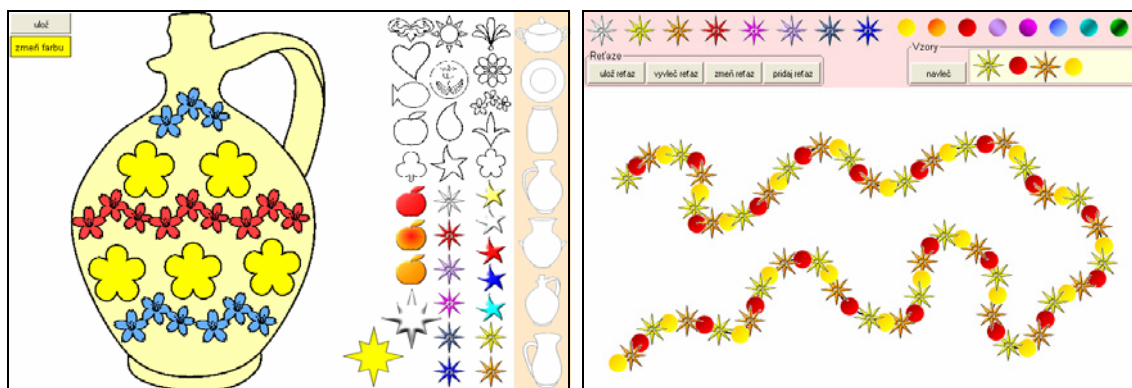 ulož
zmeň farbu
Reťaze
ulož reťaz vyvleč reťaz zmeň reťaz pridaj reťaz
Vzory
navleč